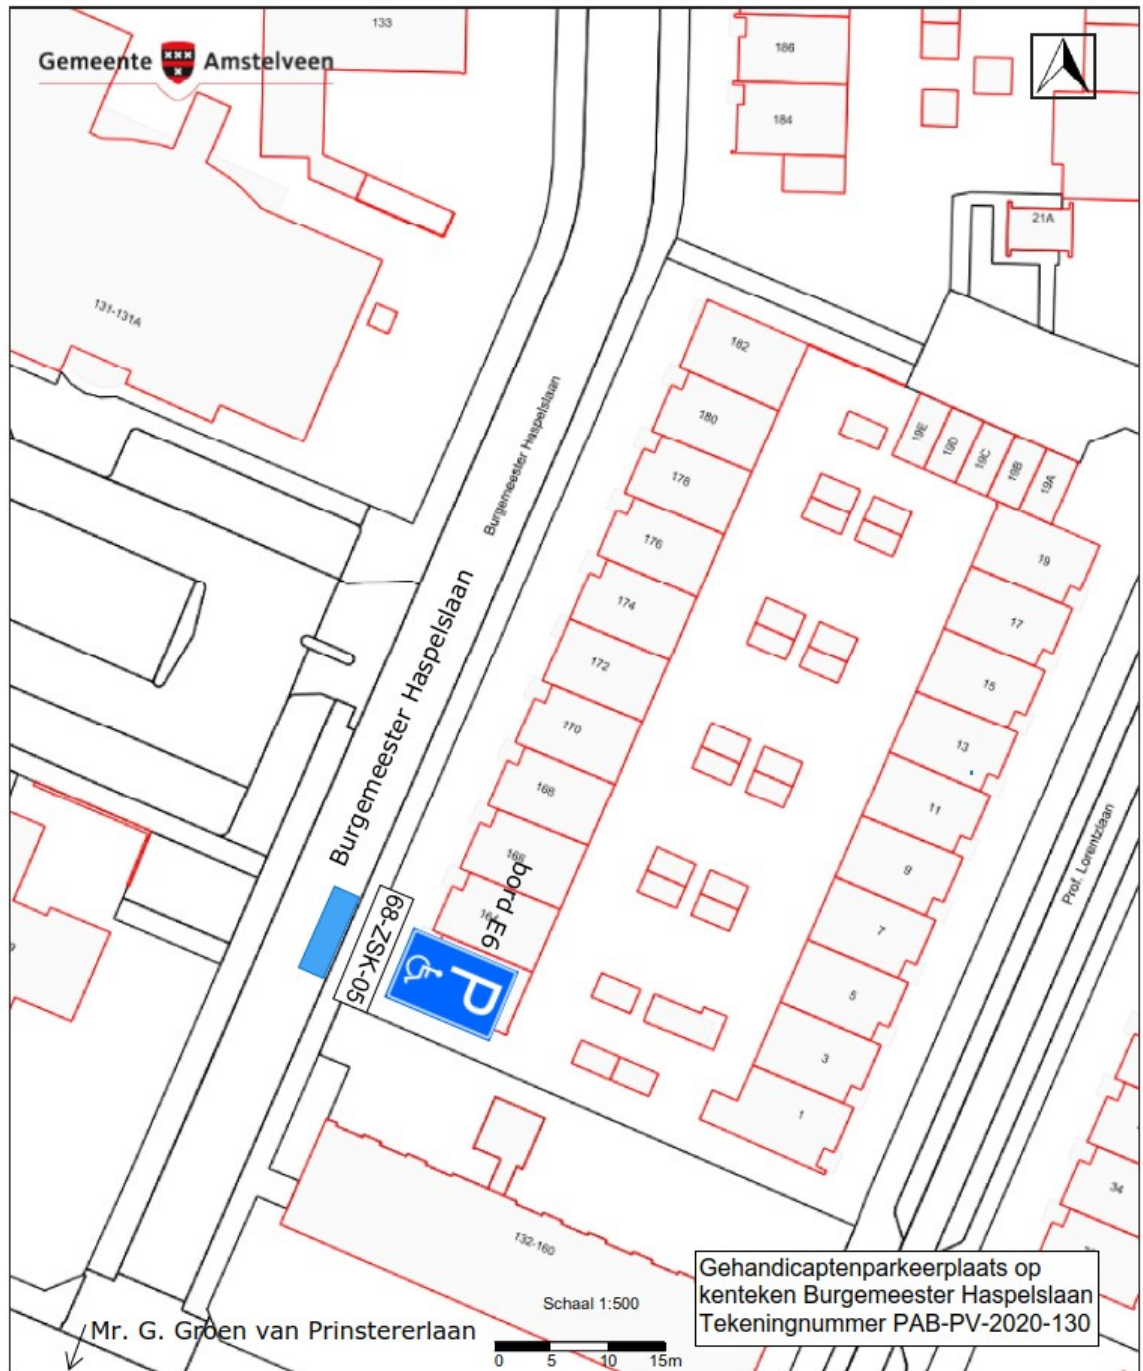 Gemeente Amstelveen
133
186
184
21A
131-131A
182
180
178
176
174
172
170
168
166
164
19E
19D
19C
19B
19A
19
17
15
13
11
9
7
5
3
1
Burgemeester Haspelslaan
Burgemeester Haspelslaan
Prof. Lorentzlaan
bord E6
68-ZSK-05
P
34
132-160
Schaal 1:500
0 5 10 15m
Mr. G. Groen van Prinstererlaan
Gehandicaptenparkeerplaats op
kenteken Burgemeester Haspelslaan
Tekeningnummer PAB-PV-2020-130